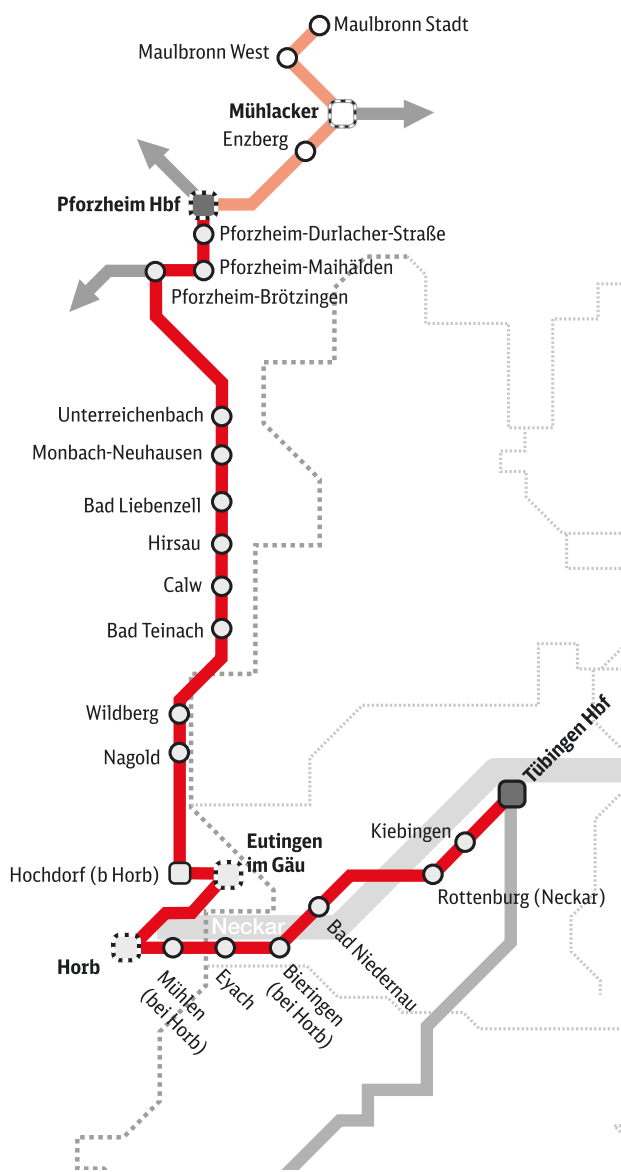 Maulbronn Stadt
Maulbronn West
Mühlacker
Enzberg
Pforzheim Hbf
Pforzheim-Durlacher-Straße
Pforzheim-Maihälden
Pforzheim-Brötzingen
Unterreichenbach
Monbach-Neuhausen
Bad Liebenzell
Hirsau
Calw
Bad Teinach
Wildberg
Nagold
Tübingen Hbf
Kiebingen
Eutingen
im Gäu
Hochdorf (b Horb)
Rottenburg (Neckar)
Neckar
Bad Niedernau
Horb
Mühlen
(bei Horb)
Eyach
Bieringen
(bei Horb)